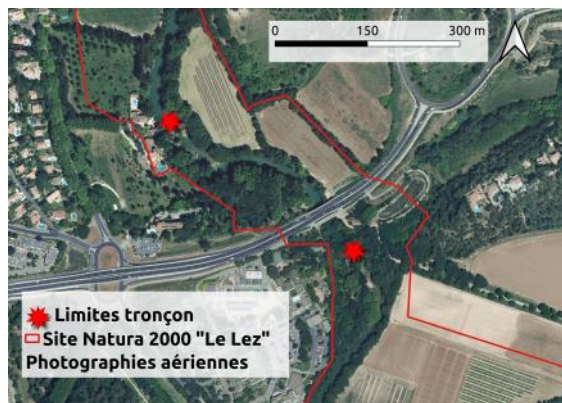 0 150 300 m
Limites tronçon
Site Natura 2000 "Le Lez"
Photographies aériennes